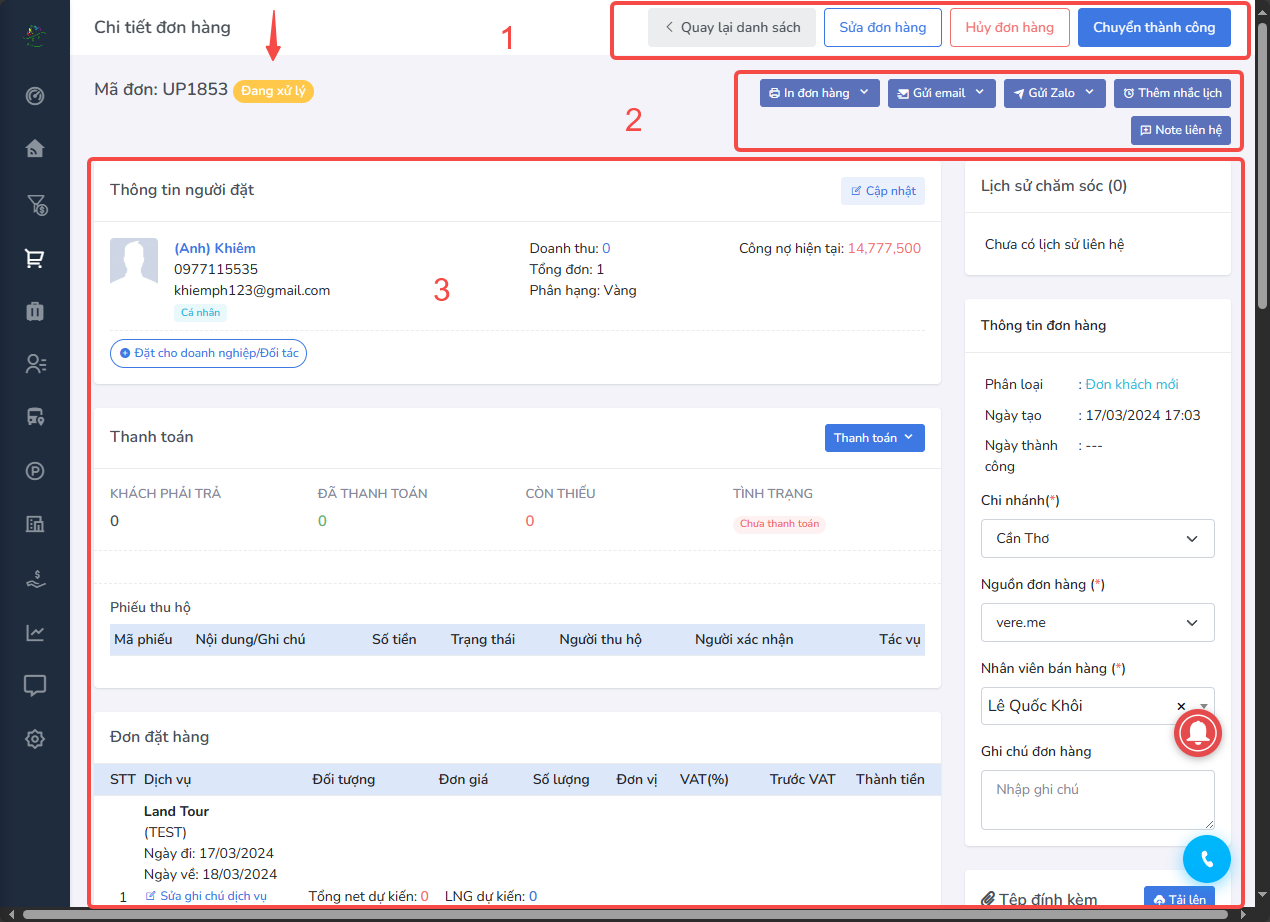 Chi tiết đơn hàng
1
Quay lại danh sách
Sửa đơn hàng
Hủy đơn hàng
Chuyển thành công
Mã đơn: UP1853 Đang xử lý
2
In đơn hàng
Gửi email
Gửi Zalo
Thêm nhắc lịch
Note liên hệ
Thông tin người đặt
Cập nhật
(Anh) Khiêm
0977115535
khiemph123@gmail.com
Cá nhân
Doanh thu: 0
Tổng đơn: 1
Phân hạng: Vàng
Công nợ hiện tại: 14,777,500
3
Đặt cho doanh nghiệp/Đối tác
Thanh toán
Thanh toán
KHÁCH PHẢI TRẢ ĐÃ THANH TOÁN CÒN THIẾU TÌNH TRẠNG
0 0 0 Chưa thanh toán
Phiếu thu hộ
Mã phiếu Nội dung/Ghi chú Số tiền Trạng thái Người thu hộ Người xác nhận Tác vụ
Đơn đặt hàng
STT Dịch vụ Đối tượng Đơn giá Số lượng Đơn vị VAT(%) Trước VAT Thành tiền
Land Tour
(TEST)
Ngày đi: 17/03/2024
Ngày về: 18/03/2024
1 Sửa ghi chú dịch vụ Tổng net dự kiến: 0 LNG dự kiến: 0
Lịch sử chăm sóc (0)
Chưa có lịch sử liên hệ
Thông tin đơn hàng
Phân loại : Đơn khách mới
Ngày tạo : 17/03/2024 17:03
Ngày thành : ---
công
Chi nhánh(*)
Cần Thơ
Nguồn đơn hàng (*)
vere.me
Nhân viên bán hàng (*)
Lê Quốc Khôi ×
Ghi chú đơn hàng
Nhập ghi chú
Tệp đính kèm
Tải lên